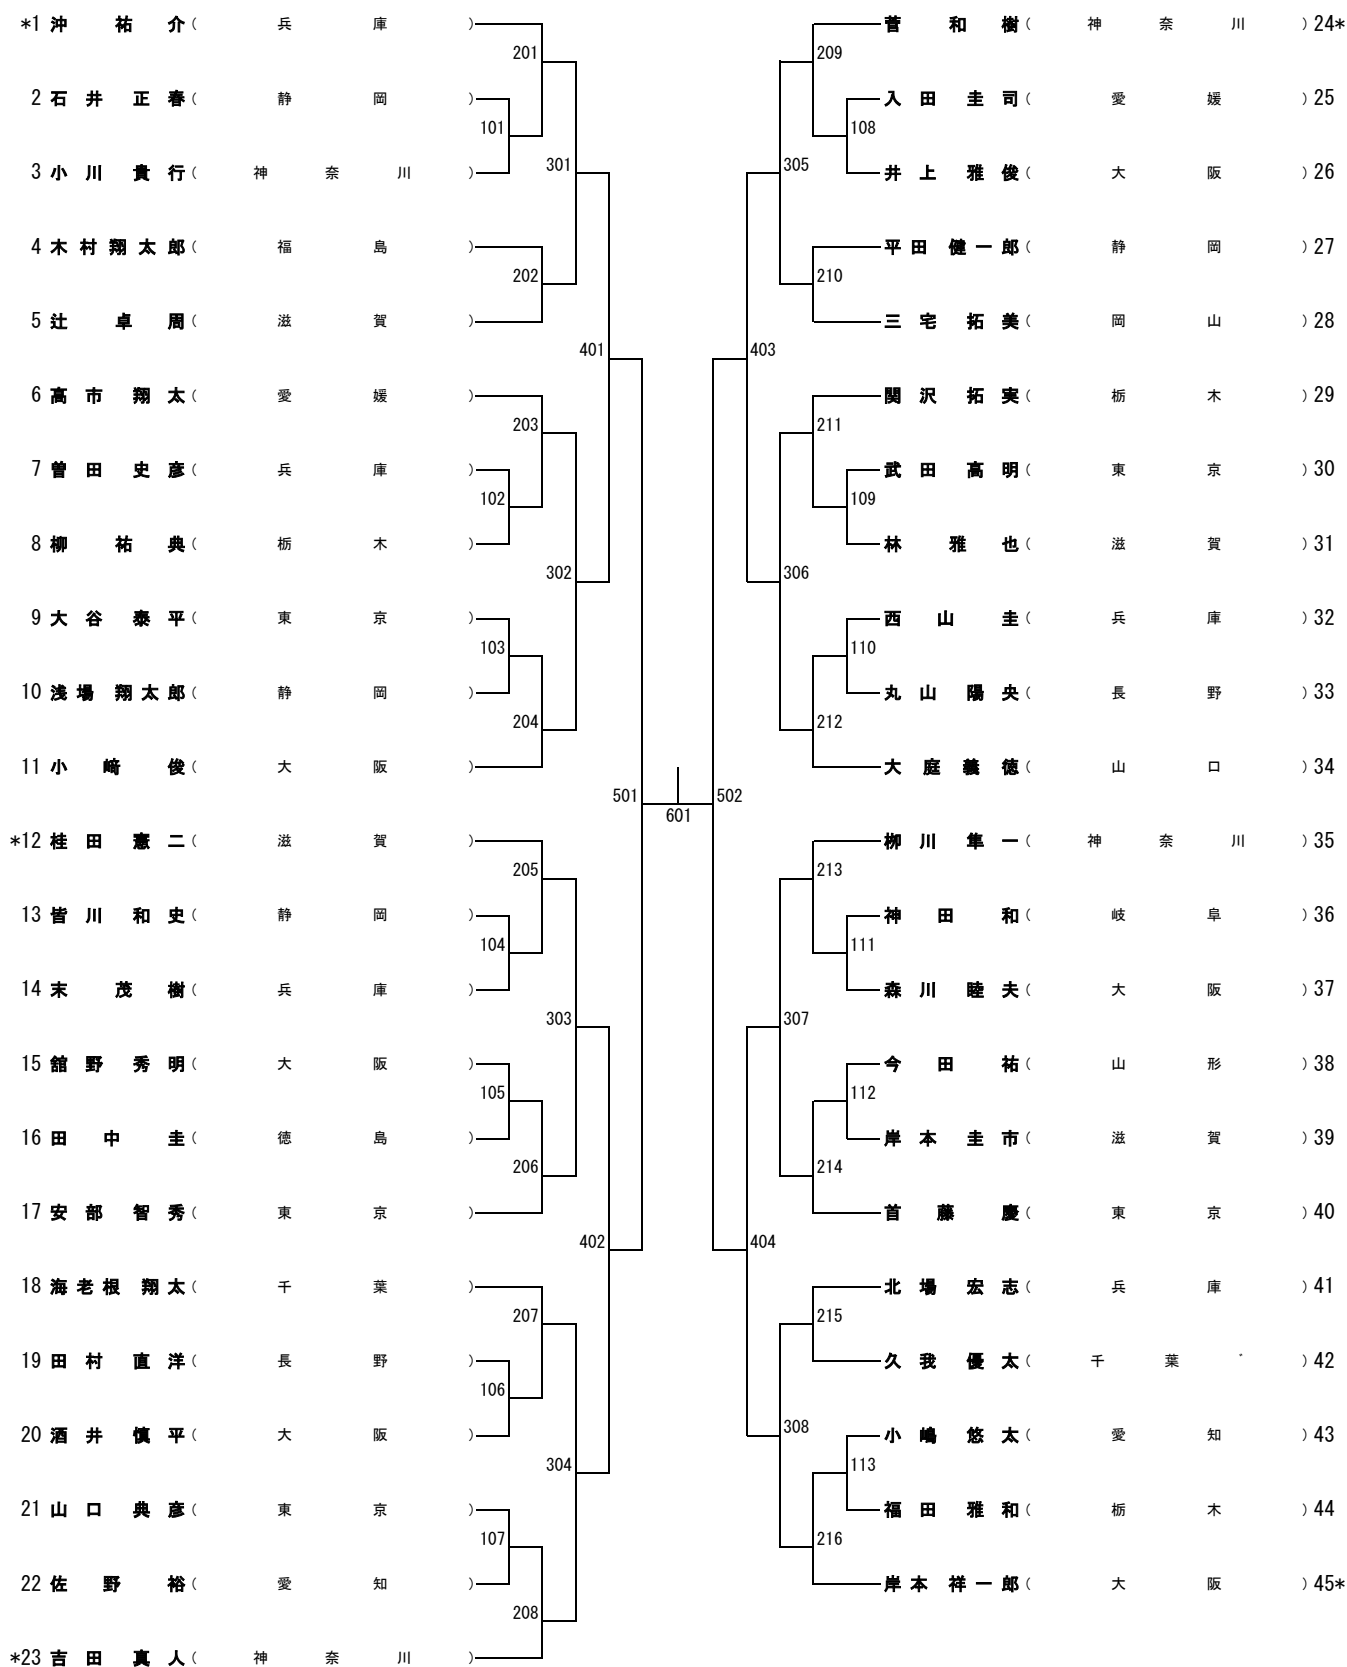 *1 沖 祐 介 ( 兵 庫 ) 菅 和 樹 ( 神 奈 川 ) 24*
201 209
2 石 井 正 春 ( 静 岡 ) 入 田 圭 司 ( 愛 媛 ) 25
101 108
3 小 川 貴 行 ( 神 奈 川 ) 301 305 井 上 雅 俊 ( 大 阪 ) 26
4 木 村 翔 太 郎 ( 福 島 ) 平 田 健 一 郎 ( 静 岡 ) 27
202 210
5 辻 卓 周 ( 滋 賀 ) 三 宅 拓 美 ( 岡 山 ) 28
401 403
6 高 市 翔 太 ( 愛 媛 ) 関 沢 拓 実 ( 栃 木 ) 29
203 211
7 曽 田 史 彦 ( 兵 庫 ) 武 田 高 明 ( 東 京 ) 30
102 109
8 柳 祐 典 ( 栃 木 ) 林 雅 也 ( 滋 賀 ) 31
302 306
9 大 谷 泰 平 ( 東 京 ) 西 山 圭 ( 兵 庫 ) 32
103 110
10 浅 場 翔 太 郎 ( 静 岡 ) 丸 山 陽 央 ( 長 野 ) 33
204 212
11 小 﨑 俊 ( 大 阪 ) 大 庭 義 徳 ( 山 口 ) 34
501 502
601
*12 桂 田 憲 二 ( 滋 賀 ) 柳 川 隼 一 ( 神 奈 川 ) 35
205 213
13 皆 川 和 史 ( 静 岡 ) 神 田 和 ( 岐 阜 ) 36
104 111
14 末 茂 樹 ( 兵 庫 ) 森 川 睦 夫 ( 大 阪 ) 37
303 307
15 舘 野 秀 明 ( 大 阪 ) 今 田 祐 ( 山 形 ) 38
105 112
16 田 中 圭 ( 徳 島 ) 岸 本 圭 市 ( 滋 賀 ) 39
206 214
17 安 部 智 秀 ( 東 京 ) 首 藤 慶 ( 東 京 ) 40
402 404
18 海 老 根 翔 太 ( 千 葉 ) 北 場 宏 志 ( 兵 庫 ) 41
207 215
19 田 村 直 洋 ( 長 野 ) 久 我 優 太 ( 千 葉 ) 42
106
20 酒 井 慎 平 ( 大 阪 ) 308 小 嶋 悠 太 ( 愛 知 ) 43
304 113
21 山 口 典 彦 ( 東 京 ) 福 田 雅 和 ( 栃 木 ) 44
107 216
22 佐 野 裕 ( 愛 知 ) 岸 本 祥 一 郎 ( 大 阪 ) 45*
208
*23 吉 田 真 人 ( 神 奈 川 )